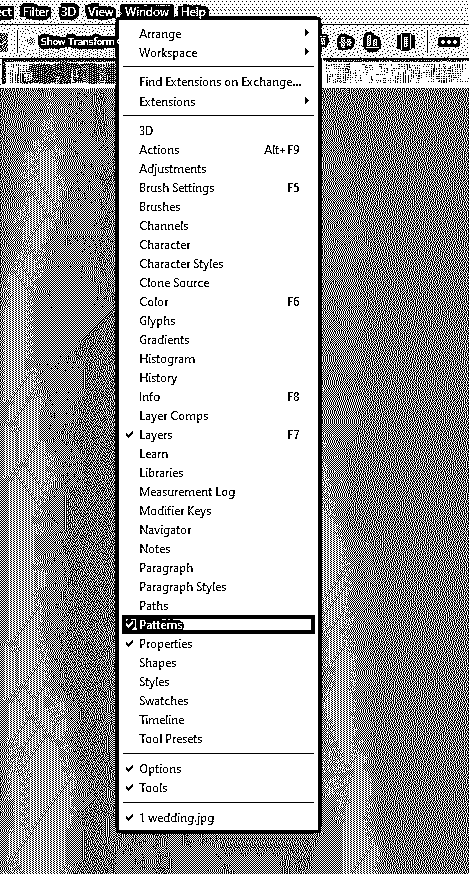 ect Filter 3D View Window Help
Show Transform
Arrange
Workspace
Find Extensions on Exchange...
Extensions
3D
Actions Alt+F9
Adjustments
Brush Settings F5
Brushes
Channels
Character
Character Styles
Clone Source
Color F6
Glyphs
Gradients
Histogram
History
Info F8
Layer Comps
Layers F7
Learn
Libraries
Measurement Log
Modifier Keys
Navigator
Notes
Paragraph
Paragraph Styles
Paths
Patterns
Properties
Shapes
Styles
Swatches
Timeline
Tool Presets
Options
Tools
1 wedding.jpg